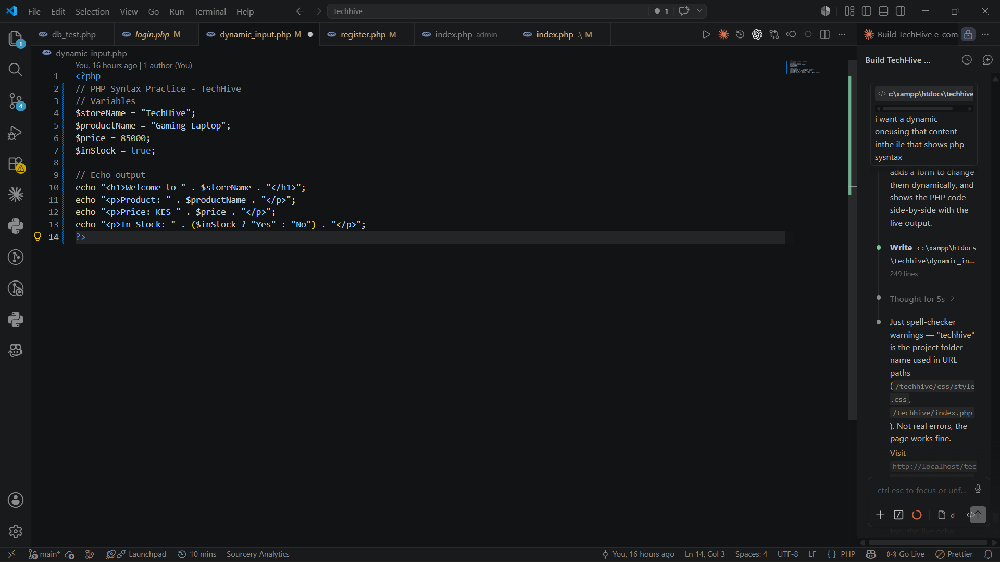 File Edit Selection View Go Run Terminal Help
techhive
1
db_test.php
login.php M
dynamic_input.php M
register.php M
index.php admin
index.php .\ M
Build TechHive e-com
1
4
dynamic_input.php
You, 16 hours ago | 1 author (You)
1 <?php
2 // PHP Syntax Practice - TechHive
3 // Variables
4 $storeName = "TechHive";
5 $productName = "Gaming Laptop";
6 $price = 85000;
7 $inStock = true;
8
9 // Echo output
10 echo "<h1>Welcome to " . $storeName . "</h1>";
11 echo "<p>Product: " . $productName . "</p>";
12 echo "<p>Price: KES " . $price . "</p>";
13 echo "<p>In Stock: " . ($inStock ? "Yes" : "No") . "</p>";
14 ?>
Build TechHive ...
</> c:\xampp\htdocs\techhive
i want a dynamic
oneusing that content
inthe ile that shows php
sysntax
adds a form to change
them dynamically, and
shows the PHP code
side-by-side with the
live output.
Write c:\xampp\htdocs
\techhive\dynamic_in...
249 lines
Thought for 5s
Just spell-checker
warnings — "techhive"
is the project folder
name used in URL
paths
( /techhive/css/style
.css ,
/techhive/index.php
). Not real errors, the
page works fine.
Visit
http://localhost/tec
ctrl esc to focus or unf...
d
top, the live echo
main* Launchpad 10 mins Sourcery Analytics
You, 16 hours ago Ln 14, Col 3 Spaces: 4 UTF-8 LF { } PHP Go Live Prettier